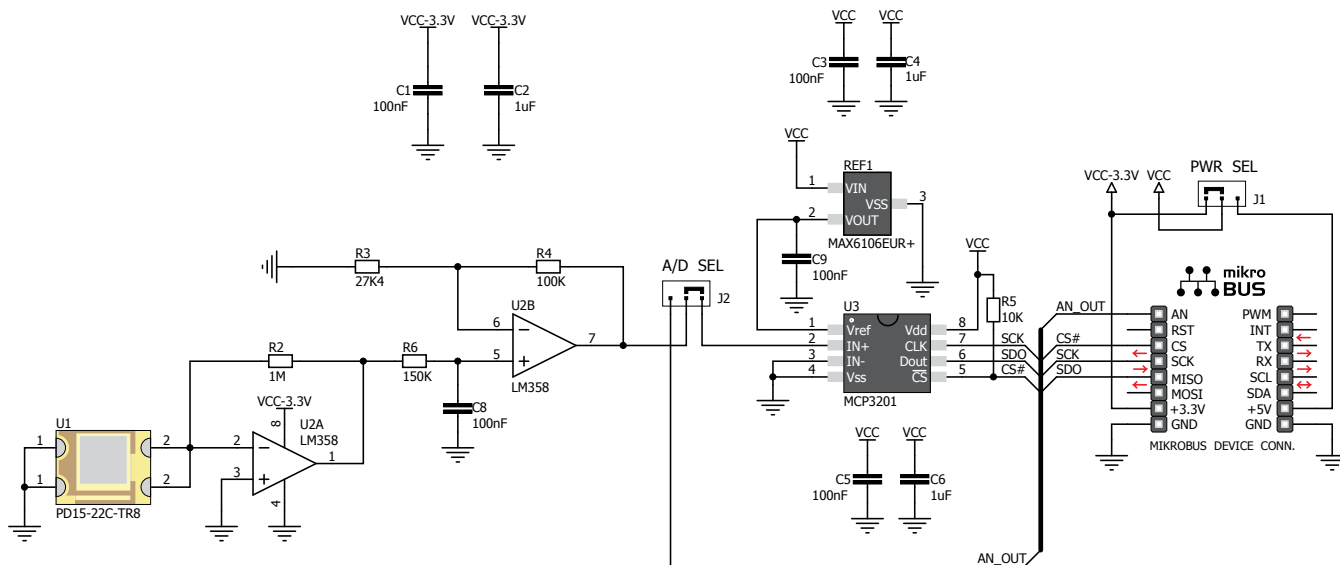 VCC-3.3V VCC-3.3V
C1 100nF
C2 1uF
VCC VCC
C3 100nF
C4 1uF
VCC
REF1
1 VIN
VSS 3
2 VOUT
MAX6106EUR+
C9 100nF
R3 27K4
R4 100K
U2B
6
5
7
LM358
A/D SEL
J2
R2 1M
R6 150K
C8 100nF
VCC-3.3V
8
U2A
LM358
2
3
1
4
U1
1 2
1 2
PD15-22C-TR8
VCC
R5 10K
U3
1 Vref Vdd 8
2 IN+ CLK 7 SCK
3 IN- Dout 6 SDO
4 Vss CS 5 CS#
MCP3201
VCC VCC
C5 100nF
C6 1uF
AN_OUT
AN_OUT
CS#
SCK
SDO
VCC-3.3V VCC
PWR SEL
J1
mikro
BUS
AN PWM
RST INT
CS TX
SCK RX
MISO SCL
MOSI SDA
+3.3V +5V
GND GND
MIKROBUS DEVICE CONN.